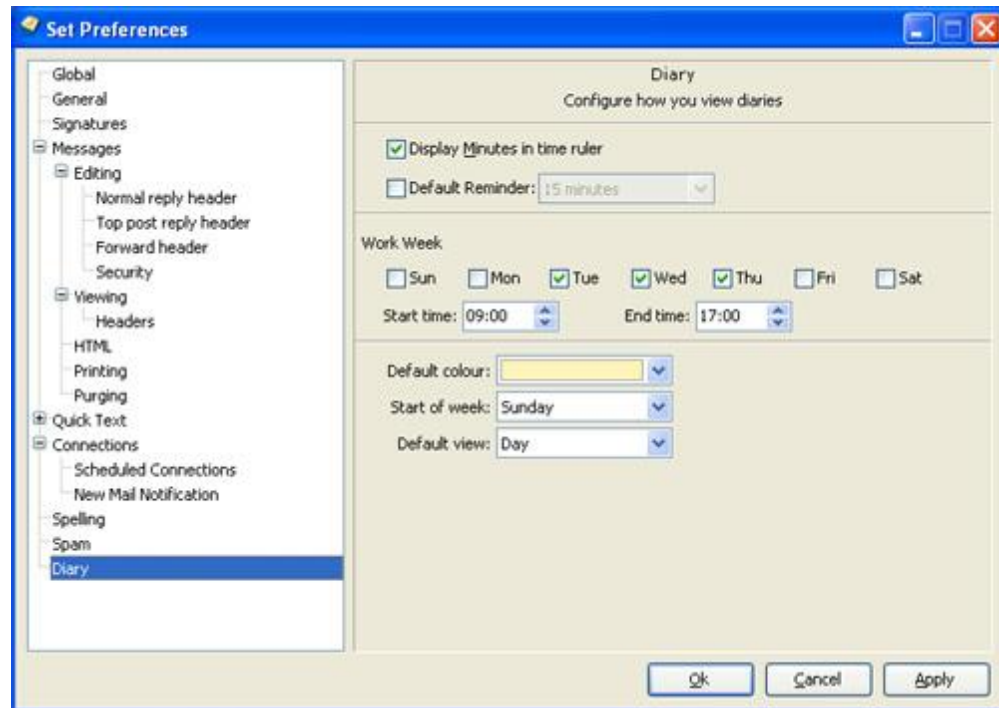 Set Preferences
Global
General
Signatures
Messages
Editing
Normal reply header
Top post reply header
Forward header
Security
Viewing
Headers
HTML
Printing
Purging
Quick Text
Connections
Scheduled Connections
New Mail Notification
Spelling
Spam
Diary
Diary
Configure how you view diaries
Display Minutes in time ruler
Default Reminder: 15 minutes
Work Week
Sun Mon Tue Wed Thu Fri Sat
Start time: 09:00 End time: 17:00
Default colour:
Start of week: Sunday
Default view: Day
Ok Cancel Apply